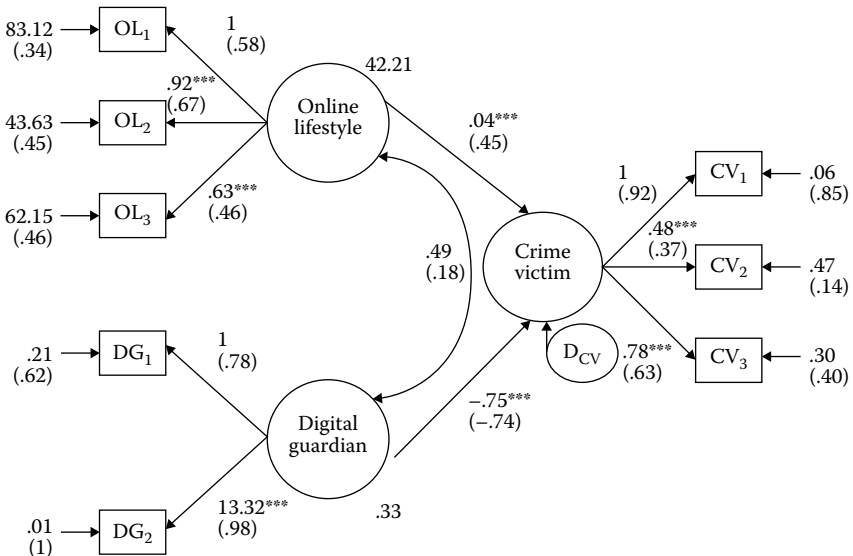 83.12
(.34)
OL1
1
(.58)
43.63
(.45)
OL2
.92***
(.67)
62.15
(.46)
OL3
.63***
(.46)
Online
lifestyle
42.21
.04***
(.45)
.49
(.18)
Crime
victim
DCV
1
(.92)
CV1
.06
(.85)
.48***
(.37)
CV2
.47
(.14)
.78***
(.63)
CV3
.30
(.40)
.21
(.62)
DG1
1
(.78)
Digital
guardian
.33
–.75***
(–.74)
.01
(1)
DG2
13.32***
(.98)